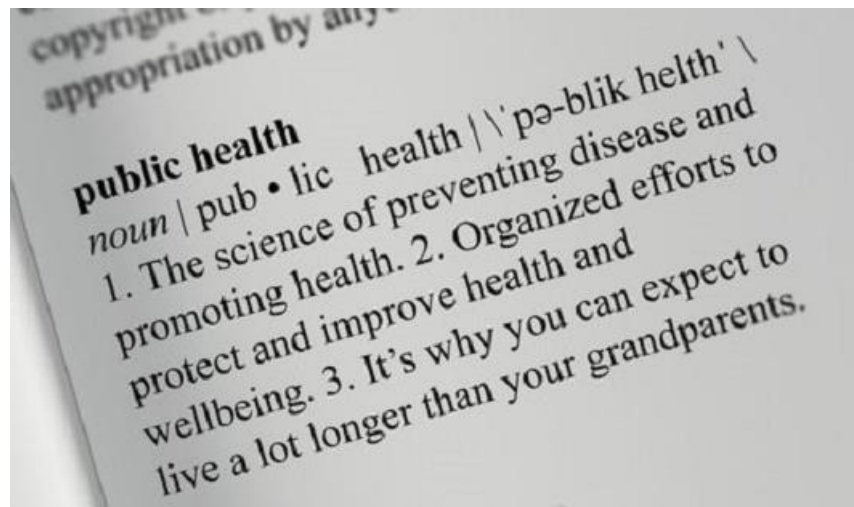 copyright
appropriation by
public health
noun | pub • lic health | \ˈpə-blik helthˈ \
1. The science of preventing disease and
promoting health. 2. Organized efforts to
protect and improve health and
wellbeing. 3. It’s why you can expect to
live a lot longer than your grandparents.